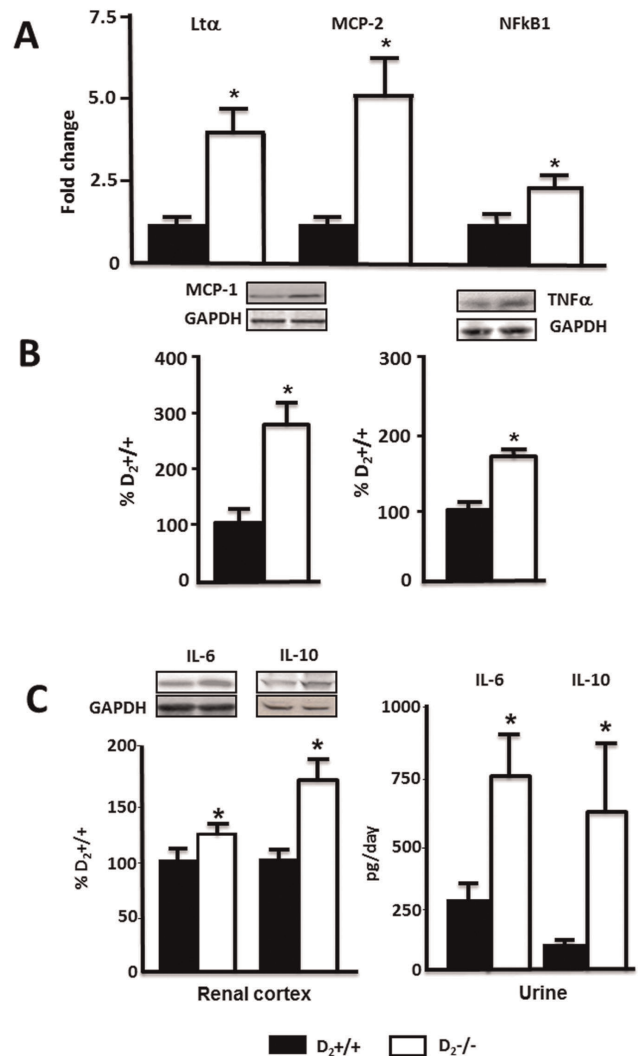 A
Ltα MCP-2 NFkB1
Fold change
7.5
5.0
2.5
0
* * *
MCP-1
GAPDH
TNFα
GAPDH
B
% D₂+/+
400
300
200
100
0
*
% D₂+/+
300
200
100
0
*
C
IL-6 IL-10
GAPDH
% D₂+/+
200
150
100
50
0
* *
Renal cortex
IL-6 IL-10
pg/day
1000
750
500
250
0
* *
Urine
D₂+/+ D₂-/-